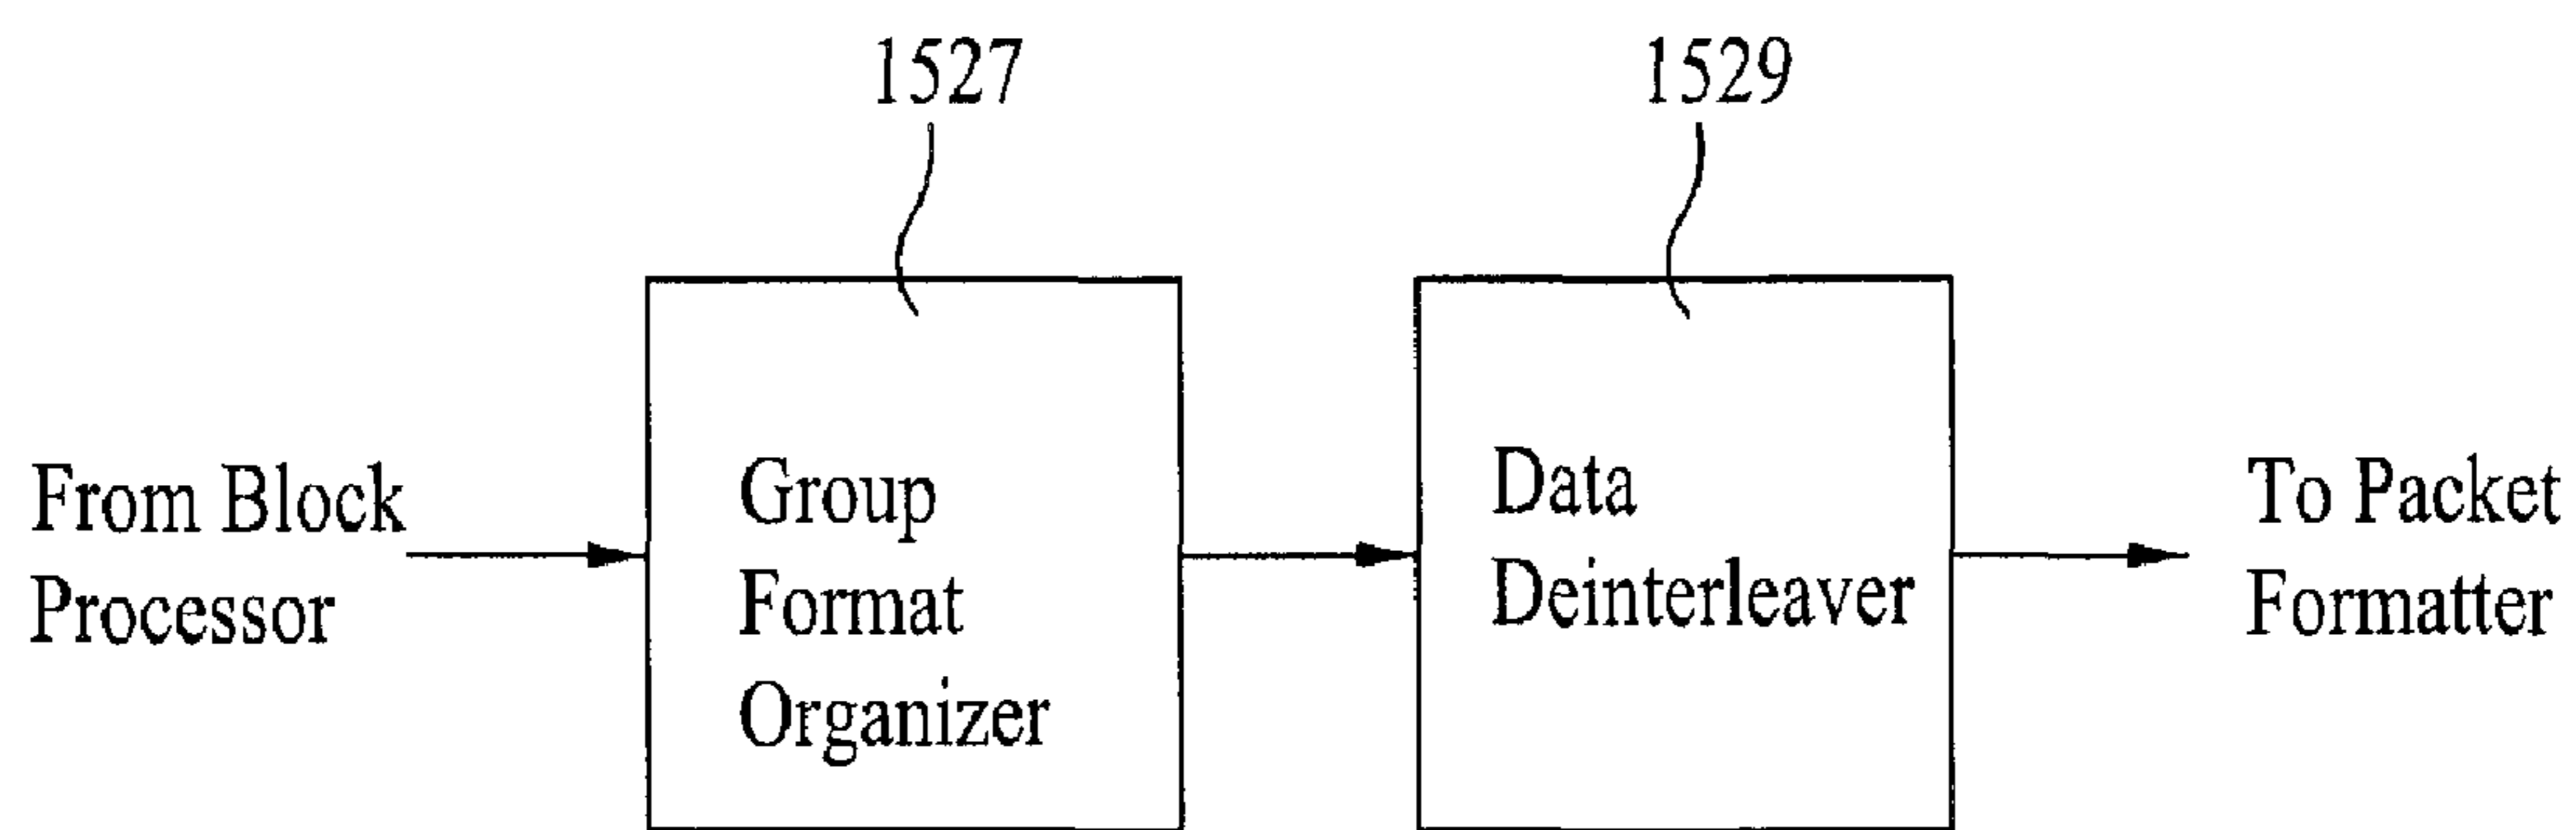 1527
1529
From Block
Processor
Group
Format
Organizer
Data
Deinterleaver
To Packet
Formatter